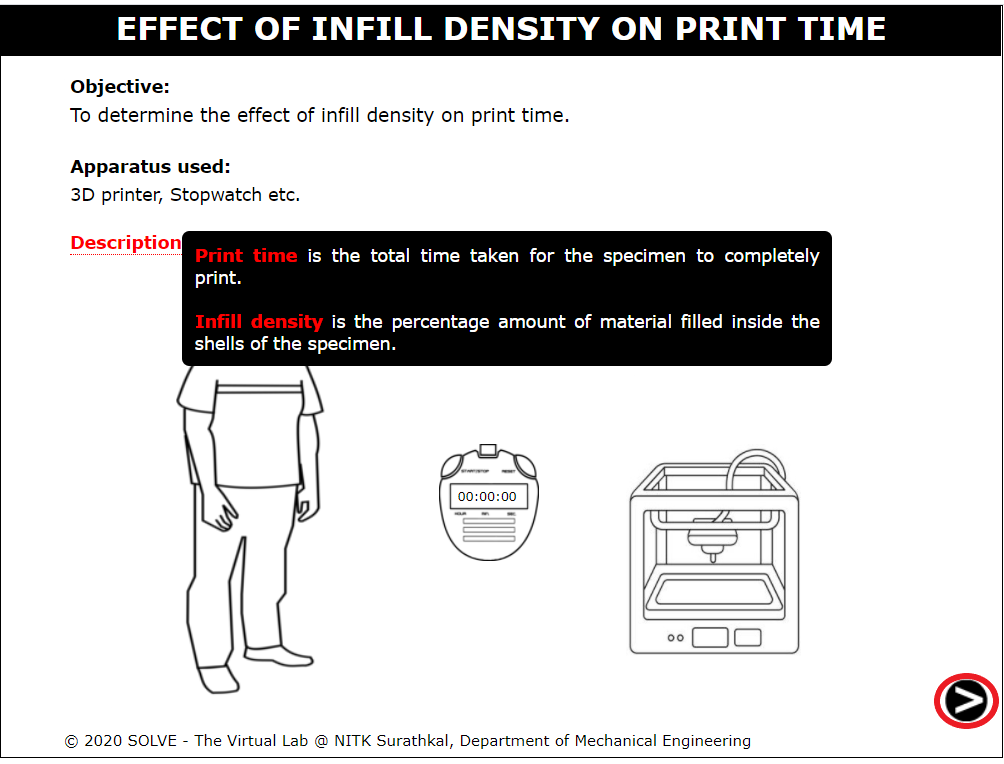 EFFECT OF INFILL DENSITY ON PRINT TIME
Objective:
To determine the effect of infill density on print time.
Apparatus used:
3D printer, Stopwatch etc.
Description
Print time is the total time taken for the specimen to completely
print.
Infill density is the percentage amount of material filled inside the
shells of the specimen.
START/STOP RESET
00:00:00
HOUR MIN. SEC.
© 2020 SOLVE - The Virtual Lab @ NITK Surathkal, Department of Mechanical Engineering